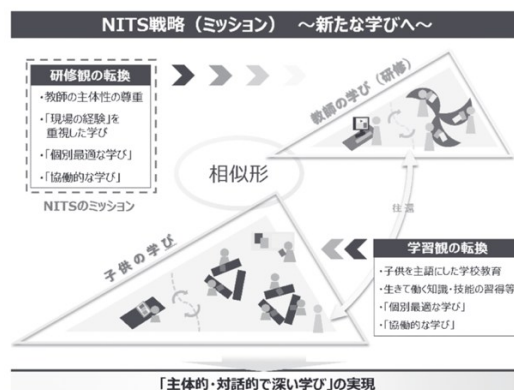 NITS戦略（ミッション）　～新たな学びへ～
研修観の転換
・教師の主体性の尊重
・「現場の経験」を
重視した学び
・「個別最適な学び」
・「協働的な学び」
NITSのミッション
教師の学び（研修）
相似形
往還
子供の学び
学習観の転換
・子供を主語にした学校教育
・生きて働く知識・技能の習得等
・「個別最適な学び」
・「協働的な学び」
「主体的・対話的で深い学び」の実現